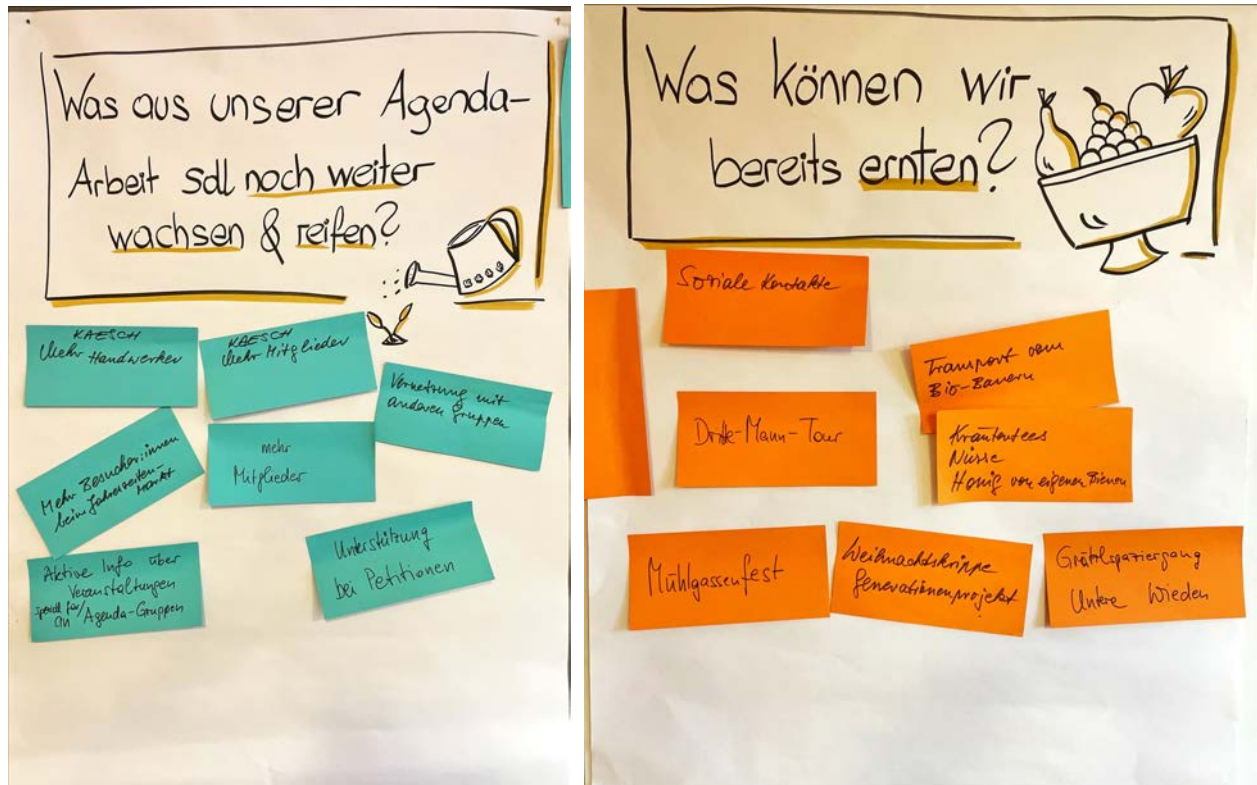 Was aus unserer Agenda-
Arbeit soll noch weiter
wachsen & reifen?
KAESCH
Mehr Handwerker
KAESCH
Mehr Mitglieder
Vernetzung mit
anderen Gruppen
Mehr Besucher:innen
beim Jahreszeiten-
Markt
mehr
Mitglieder
Aktive Info über
Veranstaltungen
speziell für/
an Agenda-Gruppen
Unterstützung
bei Petitionen
Was können wir
bereits ernten?
Soziale Kontakte
Transport vom
Bio-Bauern
Dritte-Mann-Tour
Kräutertees
Nüsse
Honig von eigenen Bienen
Mühlgassenfest
Weihnachtskrippe
Generationenprojekt
Grätzlspaziergang
Untere Wieden